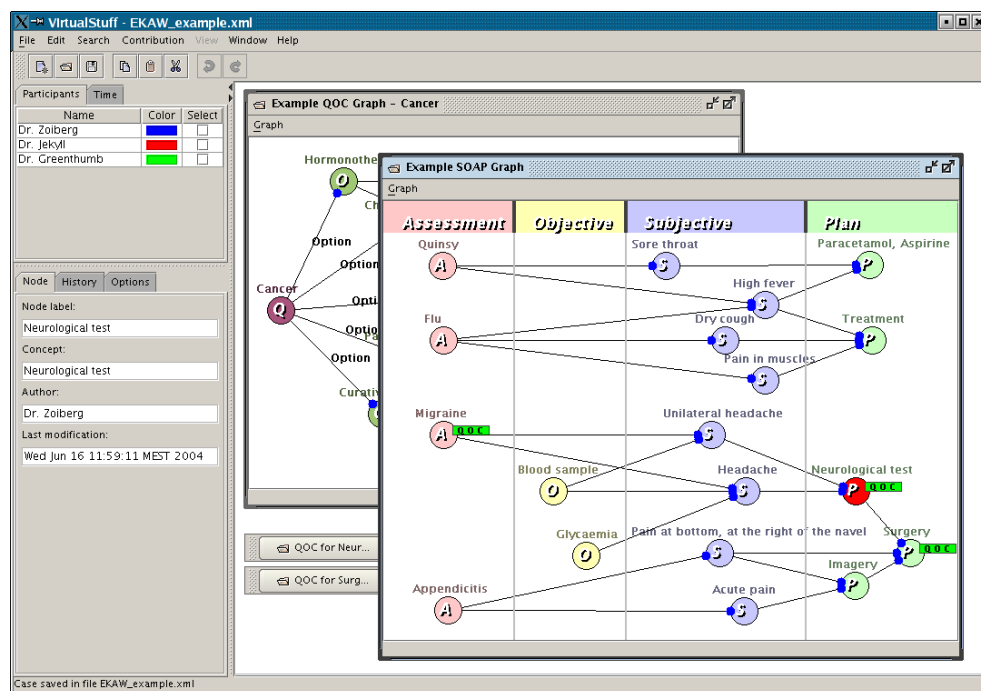 VirtualStuff - EKAW_example.xml
File Edit Search Contribution View Window Help
Participants Time
Name Color Select
Dr. Zoiberg
Dr. Jekyll
Dr. Greenthumb
Node History Options
Node label:
Neurological test
Concept:
Neurological test
Author:
Dr. Zoiberg
Last modification:
Wed Jun 16 11:59:11 MEST 2004
Case saved in file EKAW_example.xml
Example QOC Graph - Cancer
Graph
Hormonothe
O
Ch
Option
Option
Cancer
Q
Option
Option
Pa
Option
Curativ
QOC for Neur...
QOC for Surg...
Example SOAP Graph
Graph
Assessment Objective Subjective Plan
Quinsy Sore throat Paracetamol, Aspirine
A S P
High fever
S
Flu Dry cough Treatment
A S P
Pain in muscles
S
Migraine Unilateral headache
A QOC S
Blood sample Headache Neurological test
O S P QOC
Glycaemia Pain at bottom, at the right of the navel Surgery
O S P QOC
Imagery
P
Appendicitis Acute pain
A S